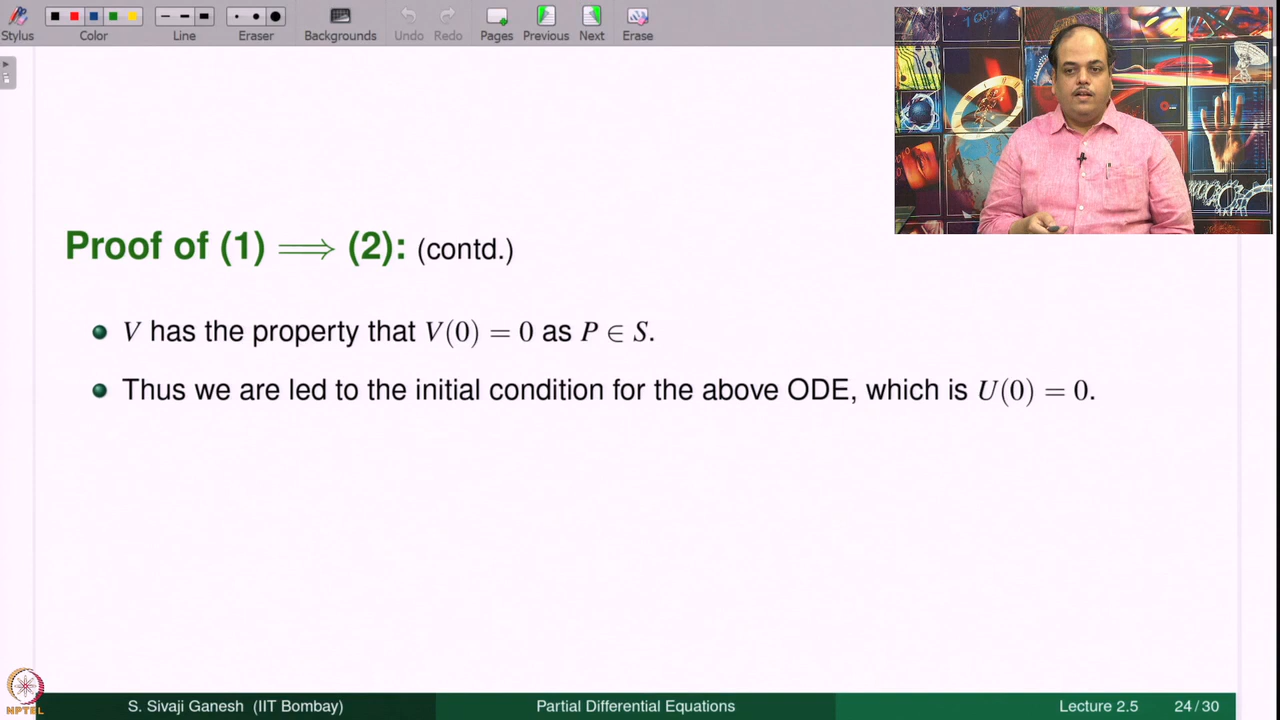 Stylus
Color
Line
Eraser
Backgrounds
Undo
Redo
Pages
Previous
Next
Erase
Proof of (1) ⟹ (2): (contd.)
V has the property that V(0) = 0 as P ∈ S.
Thus we are led to the initial condition for the above ODE, which is U(0) = 0.
NPTEL
S. Sivaji Ganesh (IIT Bombay)
Partial Differential Equations
Lecture 2.5
24 / 30